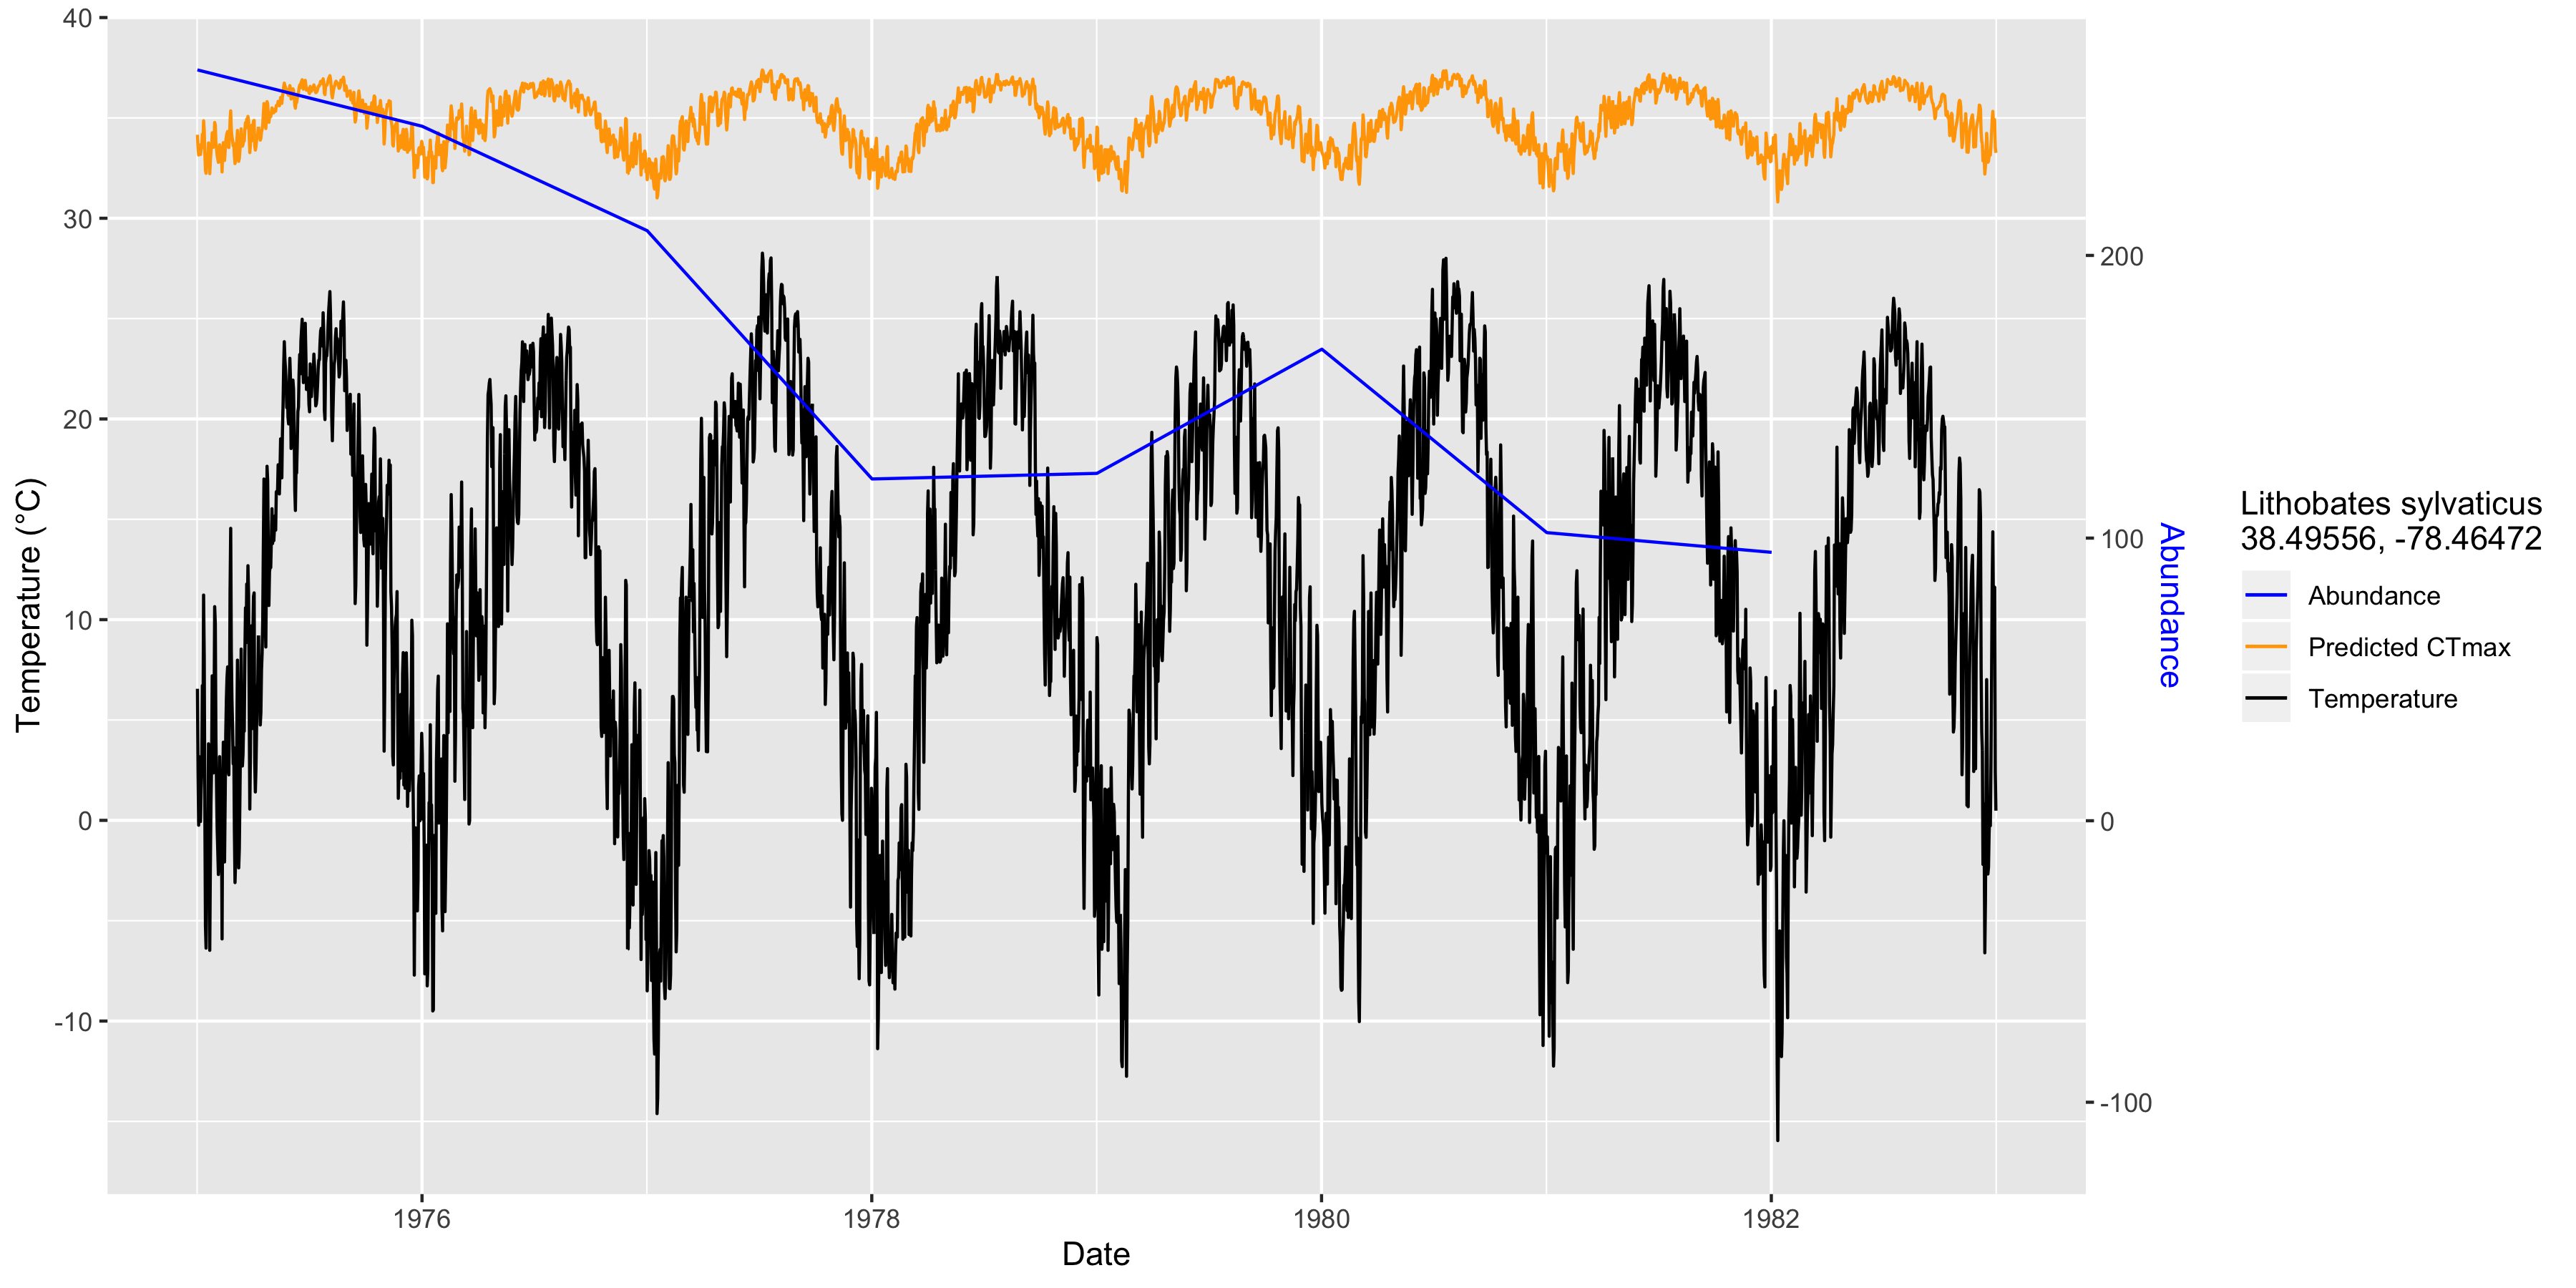 40
30
20
10
0
-10
Temperature (°C)
1976
1978
1980
1982
Date
200
100
0
-100
Abundance
Lithobates sylvaticus
38.49556, -78.46472
Abundance
Predicted CTmax
Temperature